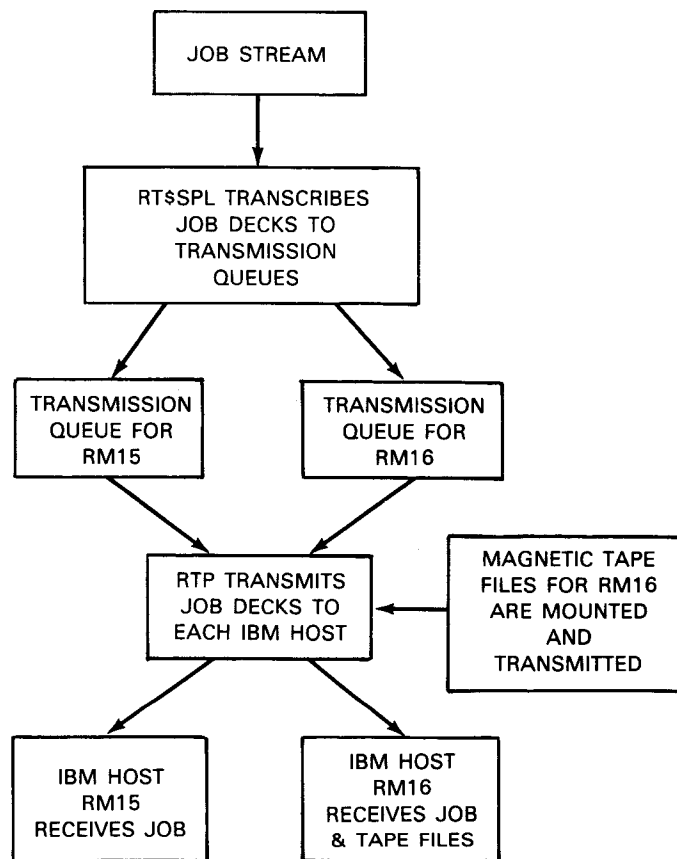 JOB STREAM
RT$SPL TRANSCRIBES
JOB DECKS TO
TRANSMISSION
QUEUES
TRANSMISSION
QUEUE FOR
RM15
TRANSMISSION
QUEUE FOR
RM16
RTP TRANSMITS
JOB DECKS TO
EACH IBM HOST
MAGNETIC TAPE
FILES FOR RM16
ARE MOUNTED
AND
TRANSMITTED
IBM HOST
RM15
RECEIVES JOB
IBM HOST
RM16
RECEIVES JOB
& TAPE FILES